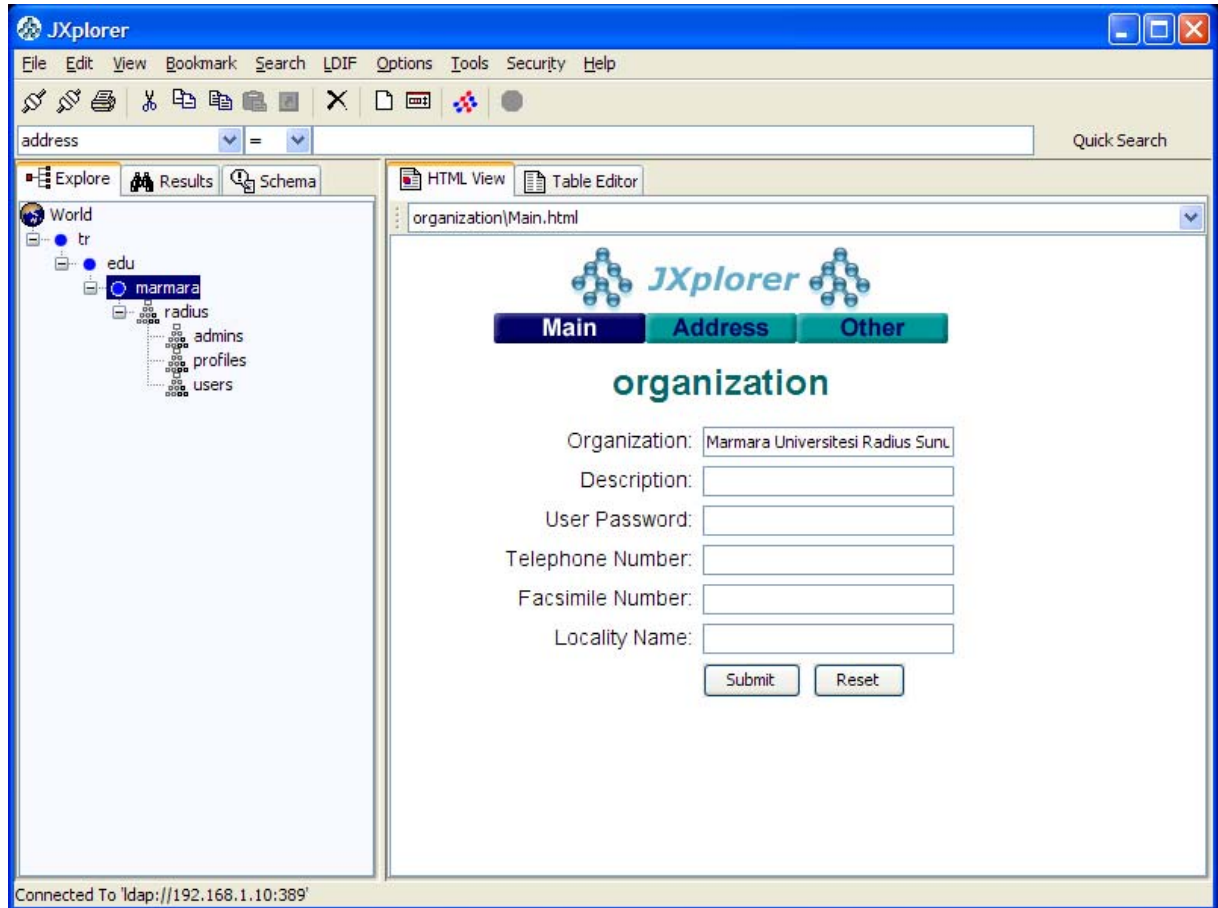 JXplorer
File Edit View Bookmark Search LDIF Options Tools Security Help
address = Quick Search
Explore Results Schema
HTML View Table Editor
World
tr
edu
marmara
radius
admins
profiles
users
organization\Main.html
JXplorer
Main Address Other
organization
Organization: Marmara Universitesi Radius Sunu
Description:
User Password:
Telephone Number:
Facsimile Number:
Locality Name:
Submit Reset
Connected To 'ldap://192.168.1.10:389'